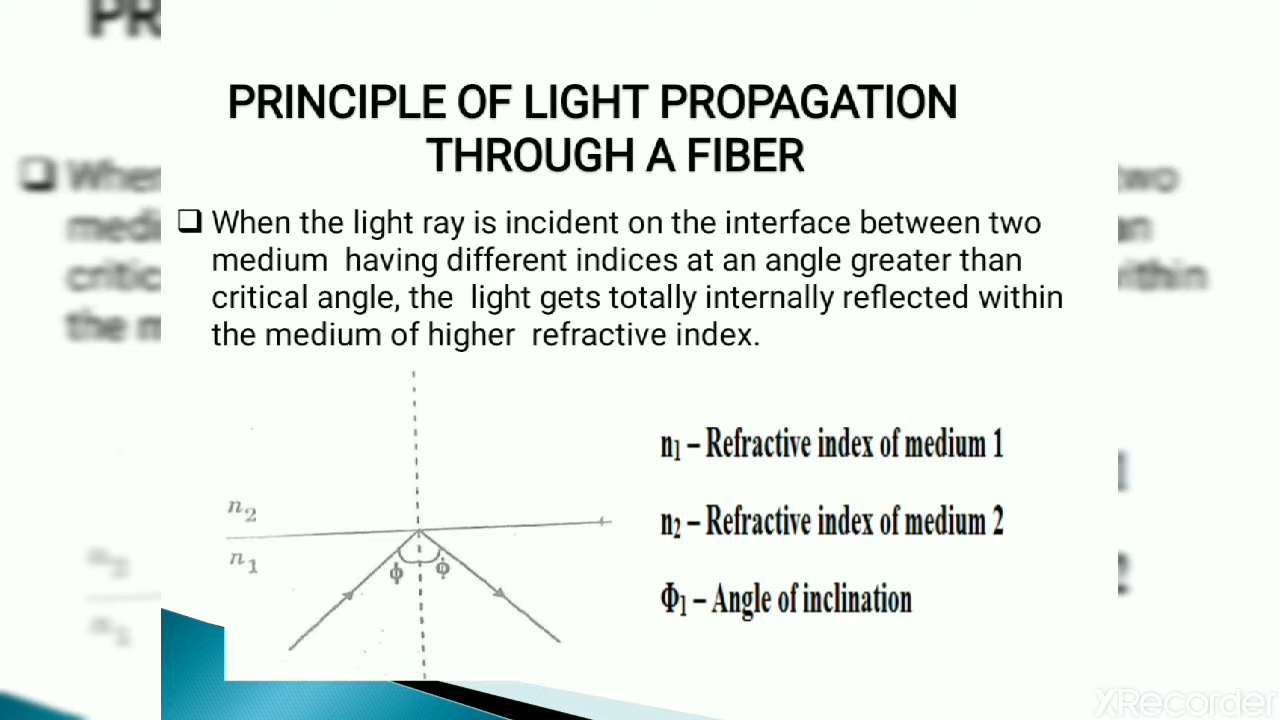 PRINCIPLE OF LIGHT PROPAGATION
THROUGH A FIBER
❑ When the light ray is incident on the interface between two
medium having different indices at an angle greater than
critical angle, the light gets totally internally reflected within
the medium of higher refractive index.
n2
n1
ϕ ϕ
n1 – Refractive index of medium 1
n2 – Refractive index of medium 2
Φ1 – Angle of inclination
XRecorder